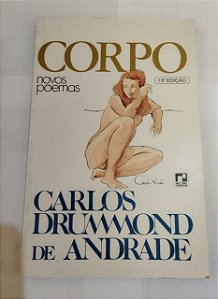 CORPO
novos
poemas
13ª EDIÇÃO
CARLOS
DRUMMOND
DE ANDRADE